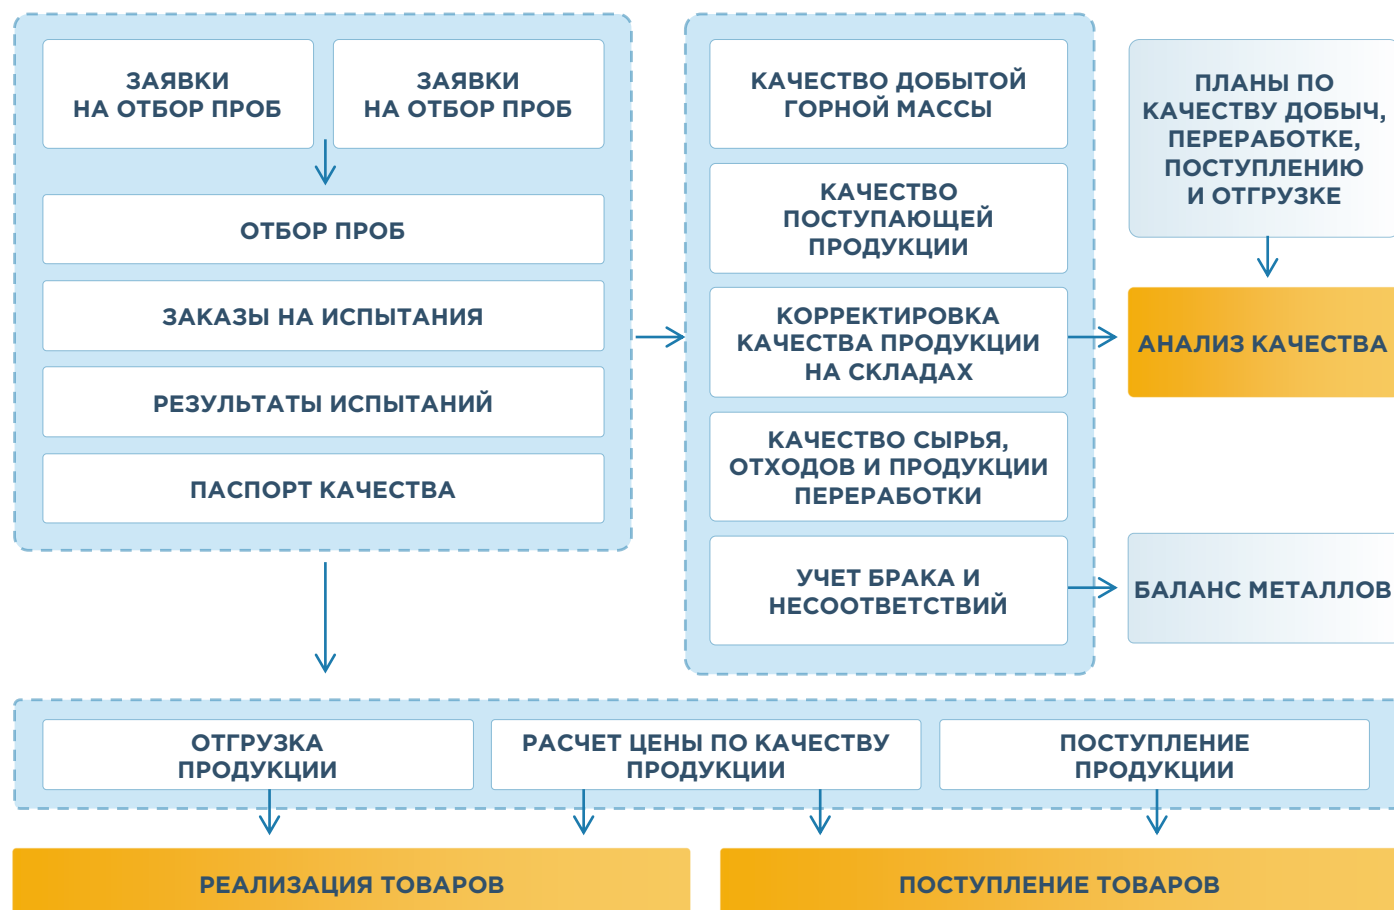 ЗАЯВКИ
НА ОТБОР ПРОБ
ЗАЯВКИ
НА ОТБОР ПРОБ
ОТБОР ПРОБ
ЗАКАЗЫ НА ИСПЫТАНИЯ
РЕЗУЛЬТАТЫ ИСПЫТАНИЙ
ПАСПОРТ КАЧЕСТВА
КАЧЕСТВО ДОБЫТОЙ
ГОРНОЙ МАССЫ
КАЧЕСТВО
ПОСТУПАЮЩЕЙ
ПРОДУКЦИИ
КОРРЕКТИРОВКА
КАЧЕСТВА ПРОДУКЦИИ
НА СКЛАДАХ
КАЧЕСТВО СЫРЬЯ,
ОТХОДОВ И ПРОДУКЦИИ
ПЕРЕРАБОТКИ
УЧЕТ БРАКА И
НЕСООТВЕТСТВИЙ
ПЛАНЫ ПО
КАЧЕСТВУ ДОБЫЧ,
ПЕРЕРАБОТКЕ,
ПОСТУПЛЕНИЮ
И ОТГРУЗКЕ
АНАЛИЗ КАЧЕСТВА
БАЛАНС МЕТАЛЛОВ
ОТГРУЗКА
ПРОДУКЦИИ
РАСЧЕТ ЦЕНЫ ПО КАЧЕСТВУ
ПРОДУКЦИИ
ПОСТУПЛЕНИЕ
ПРОДУКЦИИ
РЕАЛИЗАЦИЯ ТОВАРОВ
ПОСТУПЛЕНИЕ ТОВАРОВ